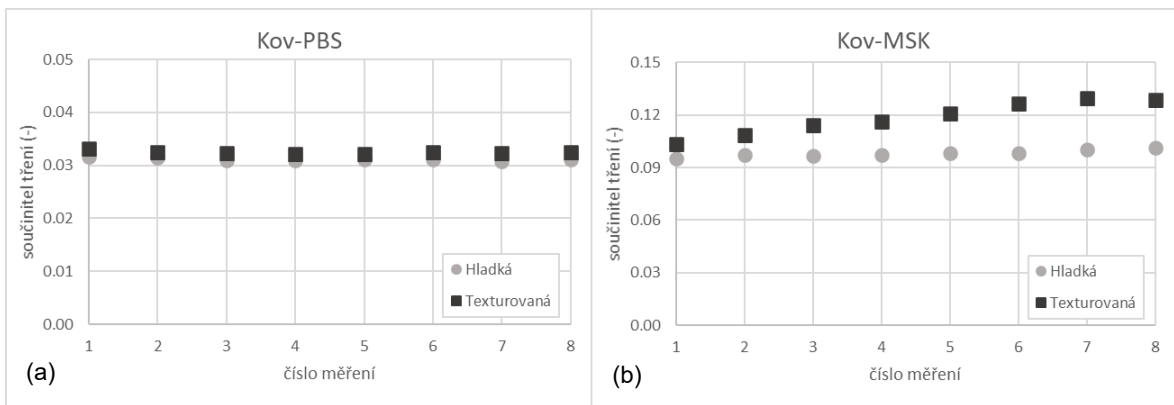 Kov-PBS
0.05
0.04
0.03
0.02
0.01
0.00
součinitel tření (-)
Hladká
Texturovaná
1 2 3 4 5 6 7 8
číslo měření
(a)
Kov-MSK
0.15
0.12
0.09
0.06
0.03
0.00
součinitel tření (-)
Hladká
Texturovaná
1 2 3 4 5 6 7 8
číslo měření
(b)